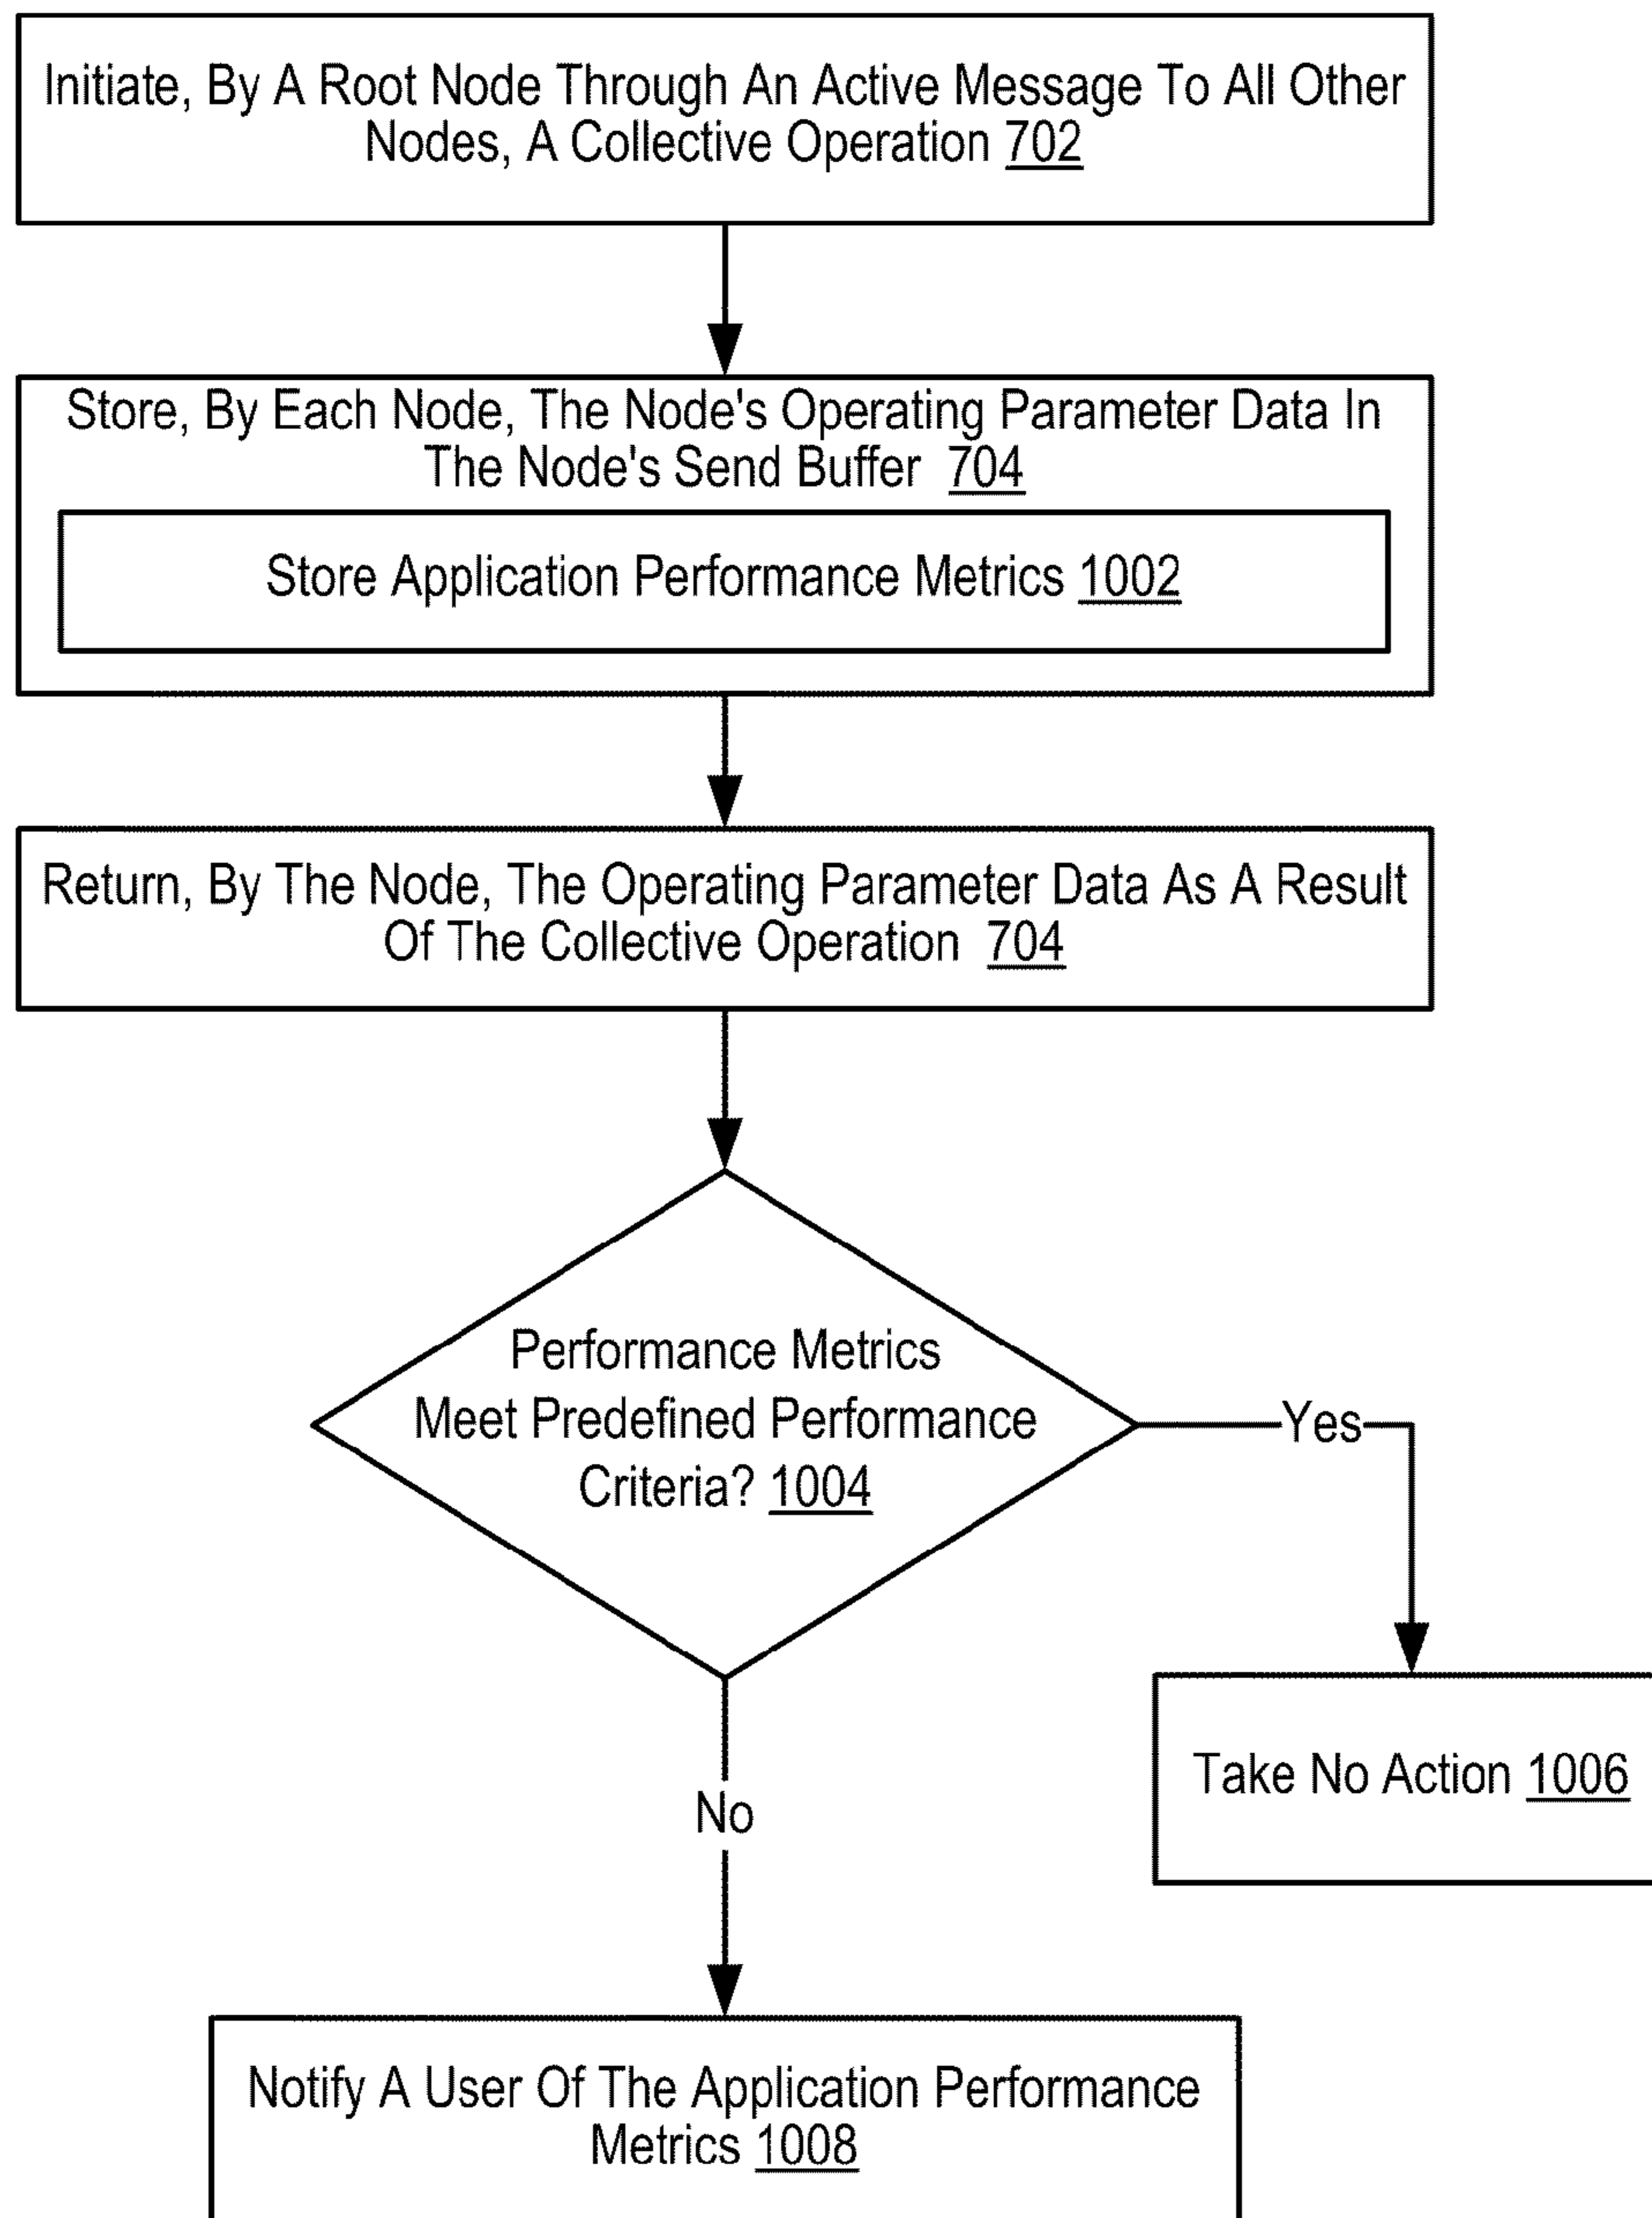 Initiate, By A Root Node Through An Active Message To All Other
Nodes, A Collective Operation 702
Store, By Each Node, The Node's Operating Parameter Data In
The Node's Send Buffer 704
Store Application Performance Metrics 1002
Return, By The Node, The Operating Parameter Data As A Result
Of The Collective Operation 704
Performance Metrics
Meet Predefined Performance
Criteria? 1004
Yes
Take No Action 1006
No
Notify A User Of The Application Performance
Metrics 1008